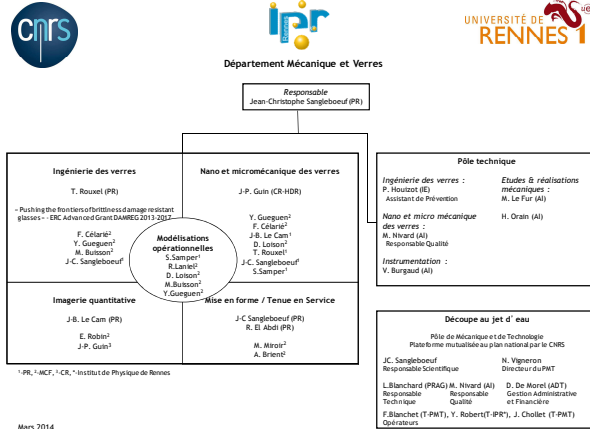 cnrs
ipr
Rennes
UNIVERSITÉ DE
RENNES 1
ue
Département Mécanique et Verres
Responsable
Jean-Christophe Sangleboeuf (PR)
Ingénierie des verres
T. Rouxel (PR)
« Pushing the frontiers of brittleness damage resistant
glasses » - ERC Advanced Grant DAMREG 2013-2017
F. Célarié²
Y. Gueguen²
M. Buisson²
J-C. Sangleboeuf¹
Nano et micromécanique des verres
J-P. Guin (CR-HDR)
Y. Gueguen²
F. Célarié²
J-B. Le Cam¹
D. Loison²
T. Rouxel¹
J-C. Sangleboeuf¹
S.Samper¹
Modélisations
opérationnelles
S.Samper¹
R.Laniel²
D. Loison²
M.Buisson²
Y.Gueguen²
Imagerie quantitative
J-B. Le Cam (PR)
E. Robin²
J-P. Guin³
Mise en forme / Tenue en Service
J-C Sangleboeuf (PR)
R. El Abdi (PR)
M. Miroir²
A. Brient²
¹-PR, ²-MCF, ³-CR, *-Institut de Physique de Rennes
Mars 2014
Pôle technique
Ingénierie des verres :
P. Houizot (IE)
Assistant de Prévention
Nano et micro mécanique
des verres :
M. Nivard (AI)
Responsable Qualité
Instrumentation :
V. Burgaud (AI)
Etudes & réalisations
mécaniques :
M. Le Fur (AI)
H. Orain (AI)
Découpe au jet d'eau
Pôle de Mécanique et de Technologie
Plateforme mutualisée au plan national par le CNRS
JC. Sangleboeuf N. Vigneron
Responsable Scientifique Directeur du PMT
L.Blanchard (PRAG) M. Nivard (AI) D. De Morel (ADT)
Responsable Responsable Gestion Administrative
Technique Qualité et Financière
F.Blanchet (T-PMT), Y. Robert(T-IPR*), J. Chollet (T-PMT)
Opérateurs